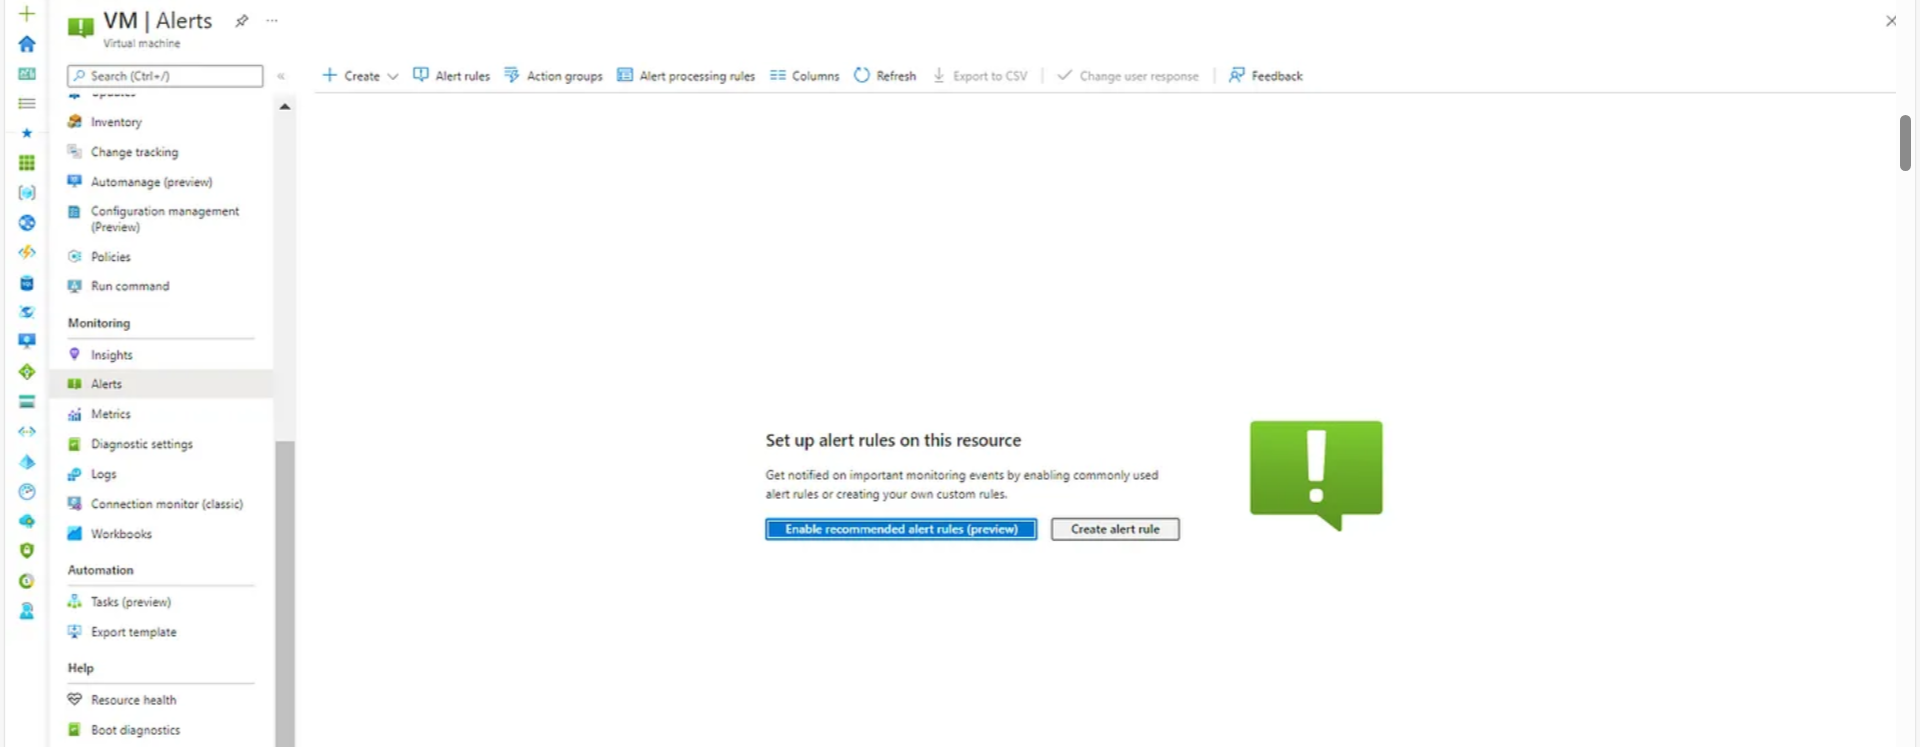 VM | Alerts
...
Virtual machine
Search (Ctrl+/)
«
Create
Alert rules
Action groups
Alert processing rules
Columns
Refresh
Export to CSV
Change user response
Feedback
Updates
Inventory
Change tracking
Automanage (preview)
Configuration management
(Preview)
Policies
Run command
Monitoring
Insights
Alerts
Metrics
Diagnostic settings
Logs
Connection monitor (classic)
Workbooks
Automation
Tasks (preview)
Export template
Help
Resource health
Boot diagnostics
Set up alert rules on this resource
Get notified on important monitoring events by enabling commonly used
alert rules or creating your own custom rules.
Enable recommended alert rules (preview)
Create alert rule